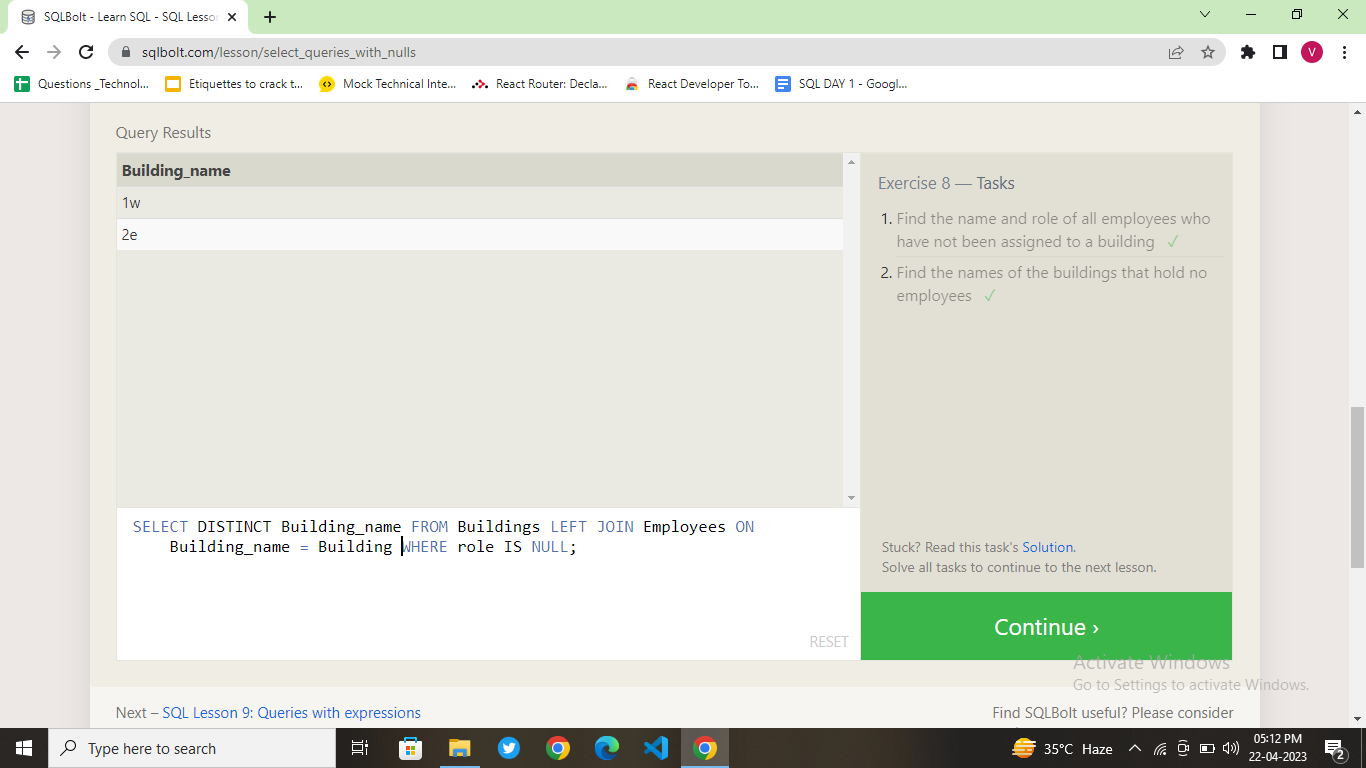 SQLBolt - Learn SQL - SQL Lesson
sqlbolt.com/lesson/select_queries_with_nulls
V
Questions _Technol...
Etiquettes to crack t...
Mock Technical Inte...
React Router: Decla...
React Developer To...
SQL DAY 1 - Googl...
Query Results
Building_name
1w
2e
Exercise 8 — Tasks
1. Find the name and role of all employees who
have not been assigned to a building ✓
2. Find the names of the buildings that hold no
employees ✓
SELECT DISTINCT Building_name FROM Buildings LEFT JOIN Employees ON
Building_name = Building WHERE role IS NULL;
RESET
Stuck? Read this task's Solution.
Solve all tasks to continue to the next lesson.
Continue ›
Activate Windows
Go to Settings to activate Windows.
Next – SQL Lesson 9: Queries with expressions
Find SQLBolt useful? Please consider
Type here to search
35°C Haze
05:12 PM
22-04-2023
2